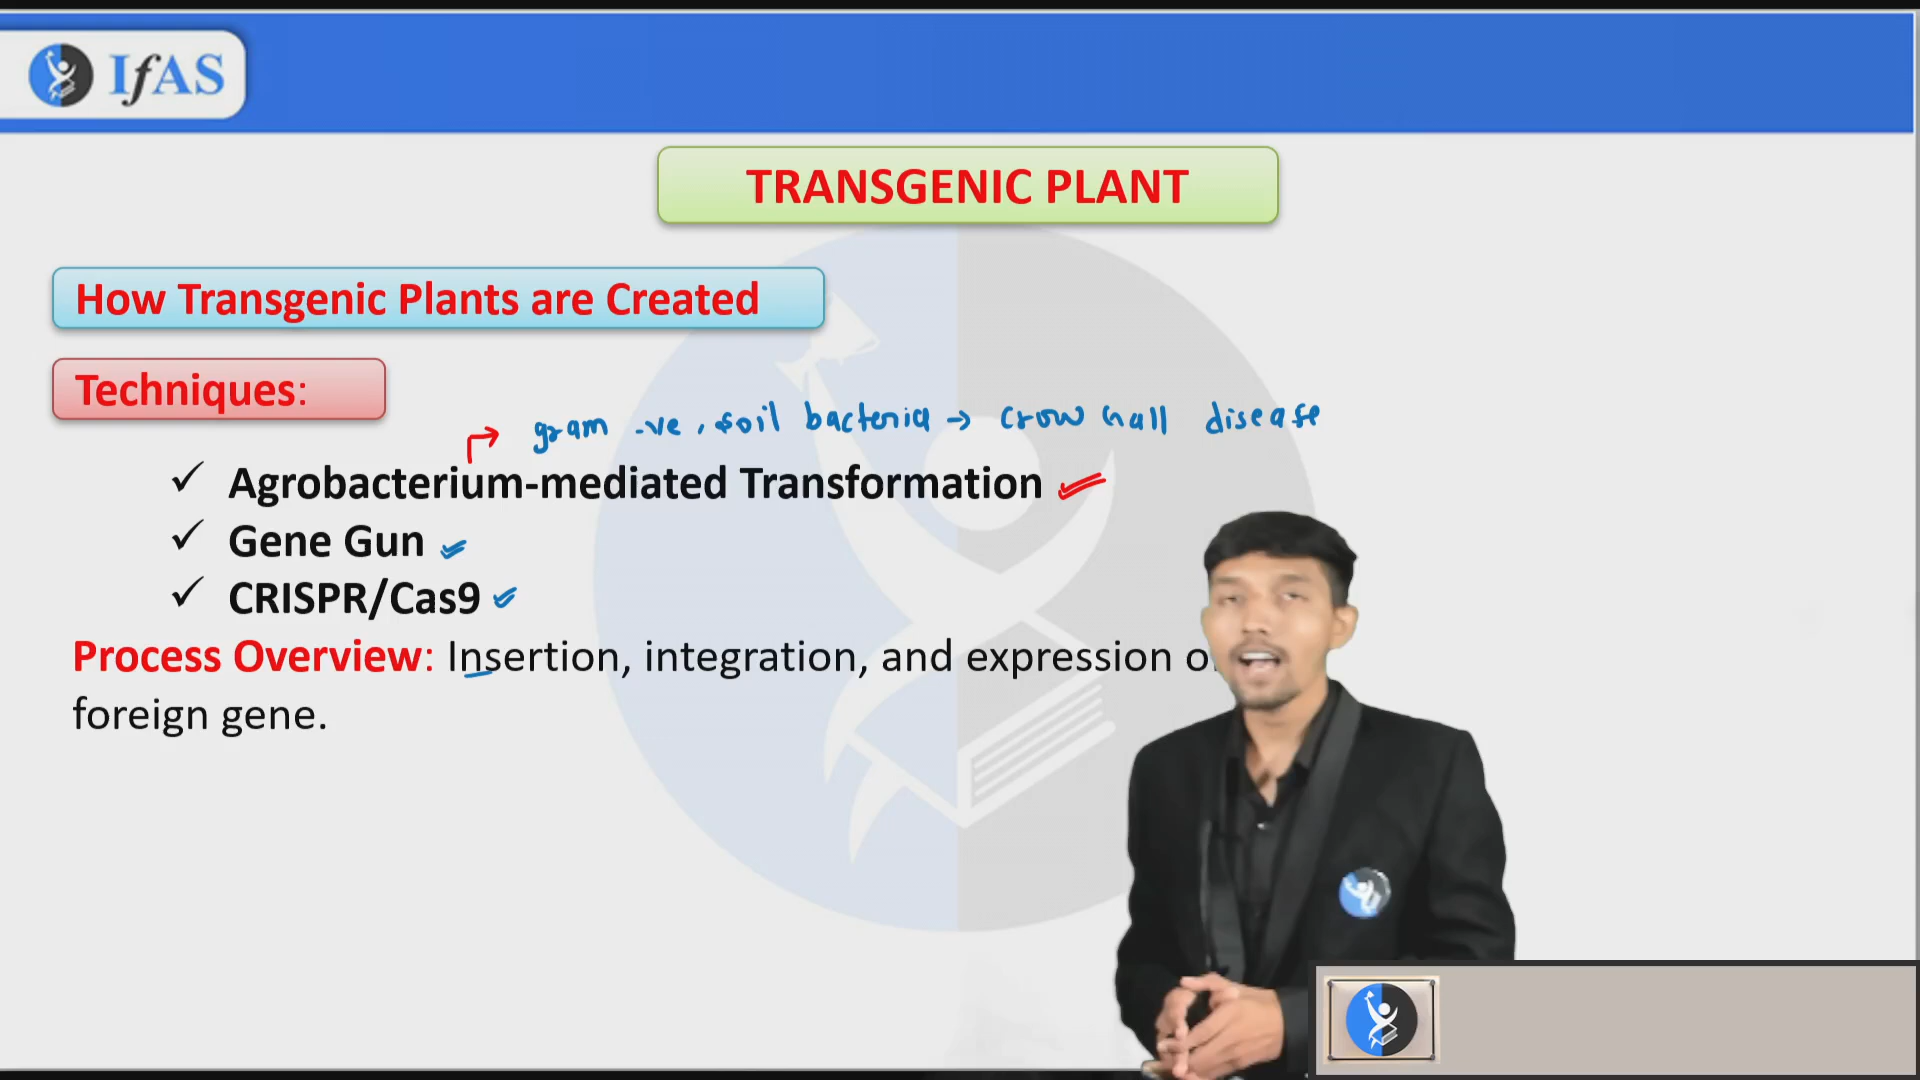 IfAS
TRANSGENIC PLANT
How Transgenic Plants are Created
Techniques:
gram -ve, soil bacteria → crow hall disease
✓ Agrobacterium-mediated Transformation
✓ Gene Gun
✓ CRISPR/Cas9
Process Overview: Insertion, integration, and expression
foreign gene.